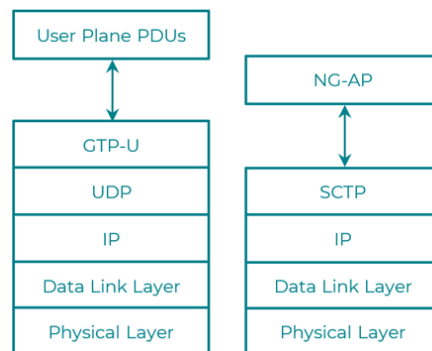 User Plane PDUs
GTP-U
UDP
IP
Data Link Layer
Physical Layer
NG-AP
SCTP
IP
Data Link Layer
Physical Layer